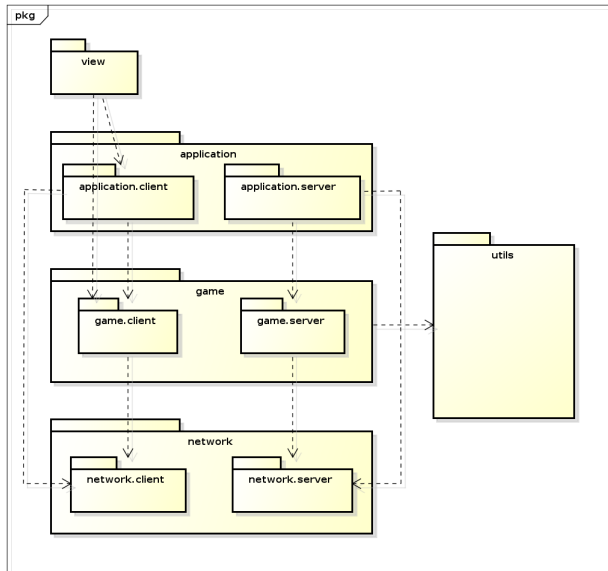 pkg
view
application
application.client
application.server
utils
game
game.client
game.server
network
network.client
network.server